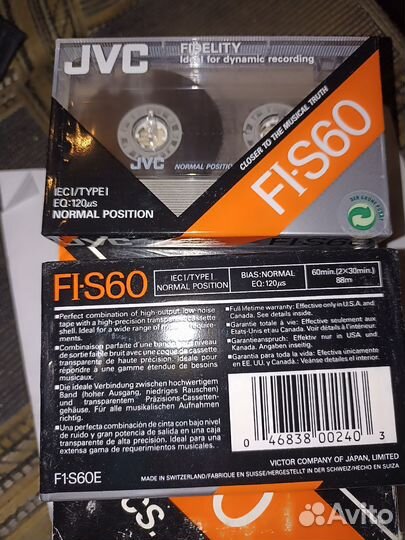 JVC
FIDELITY
Ideal for dynamic recording
JVC
NORMAL POSITION
CLOSER TO THE MUSICAL TRUTH
FI-S60
IEC I/TYPE I
EQ:120µs
NORMAL POSITION
DER GRÜNE PUNKT
FI-S60
IEC I/TYPE I
NORMAL POSITION
BIAS:NORMAL
EQ:120µs
60min.(2×30min.)
88m
•Perfect combination of high output low-noise
tape with a high-precision transparent cassette
shell. Ideal for a wide range of musical requirements.
•Combinaison parfaite d'une bande à haut niveau
de sortie faible bruit avec une coque de cassette
transparente de haute précision. Idéale pour
répondre à une gamme étendue de besoins
musicaux.
•Die ideale Verbindung zwischen hochwertigem
Band (hoher Ausgang, niedriges Rauschen)
und transparentem Präzisions-Cassetten-
gehäuse. Für alle musikalischen Aufnahmen
richtig.
•Una perfecta combinación de cinta con bajo nivel
de ruido y gran potencia de salida en una caja
transparente de alta precisión. Ideal para una
extensa gama de requerimientos musicales.
•Full lifetime warranty: Effective only in U.S.A. and
Canada. See details inside.
•Garantie totale à vie: Effective seulement aux
Etats-Unis et au Canada. Voir détails à l'intérieur.
•Garantieanspruch: Effektiv nur in USA und
Kanada. Angaben inseitig.
•Garantía para toda la vida: Efectiva únicamente
en EE. UU. y Canadá. Véanse detalles el interior.
0 46838 00240 3
VICTOR COMPANY OF JAPAN, LIMITED
F1-S60E
MADE IN SWITZERLAND/FABRIQUE EN SUISSE/HERGESTELLT IN DER SCHWEIZ/HECHO EN SUIZA
Avito